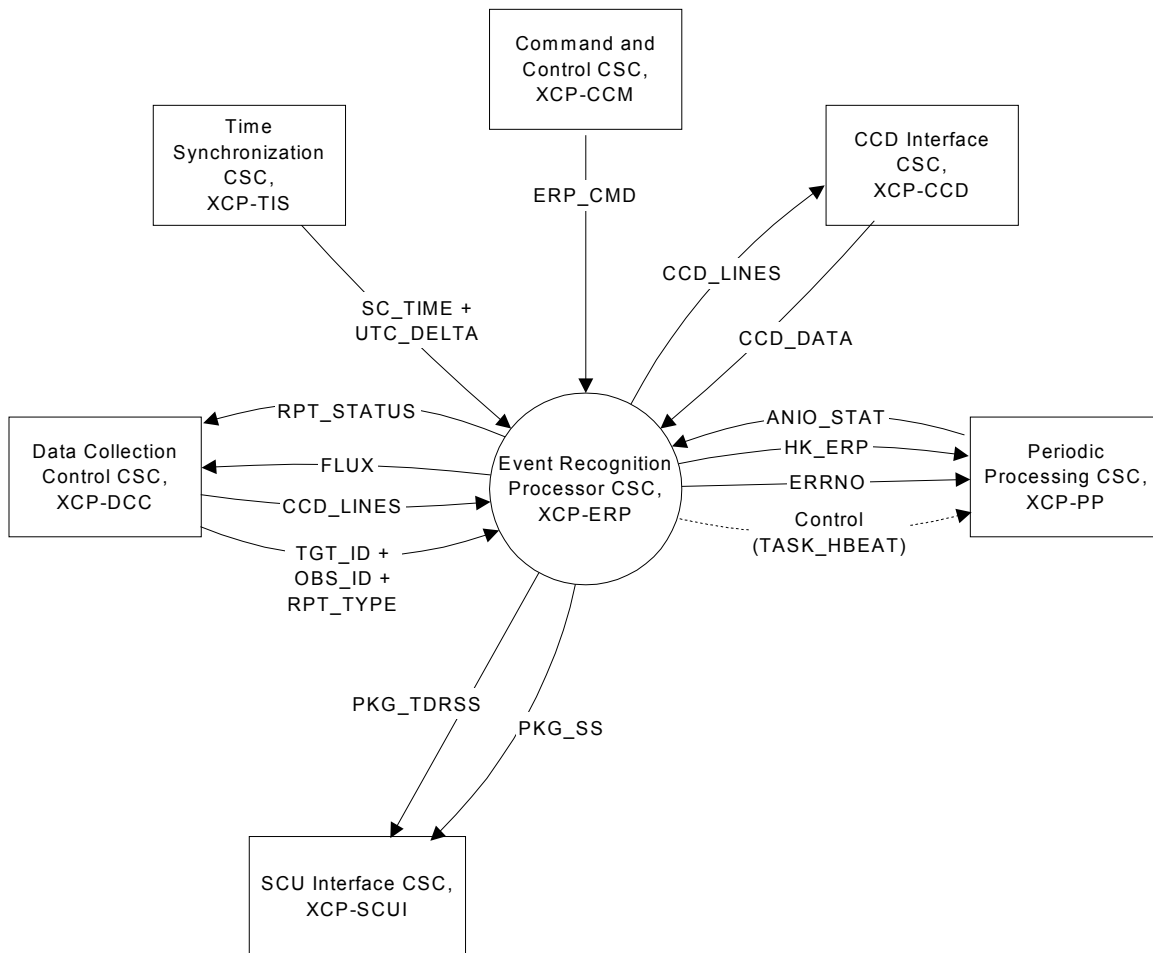 Command and
Control CSC,
XCP-CCM
Time
Synchronization
CSC,
XCP-TIS
CCD Interface
CSC,
XCP-CCD
ERP_CMD
CCD_LINES
SC_TIME +
UTC_DELTA
CCD_DATA
RPT_STATUS
ANIO_STAT
Data Collection
Control CSC,
XCP-DCC
FLUX
CCD_LINES
TGT_ID +
OBS_ID +
RPT_TYPE
Event Recognition
Processor CSC,
XCP-ERP
HK_ERP
ERRNO
Control
(TASK_HBEAT)
Periodic
Processing CSC,
XCP-PP
PKG_TDRSS
PKG_SS
SCU Interface CSC,
XCP-SCUI